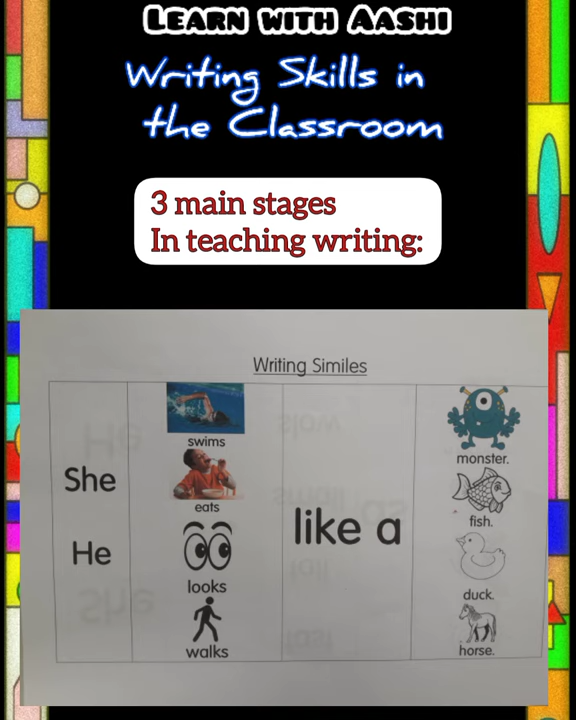 LEARN WITH AASHI
Writing Skills in
the Classroom
3 main stages
In teaching writing:
Writing Similes
She
He
swims
eats
looks
walks
like a
monster.
fish.
duck.
horse.